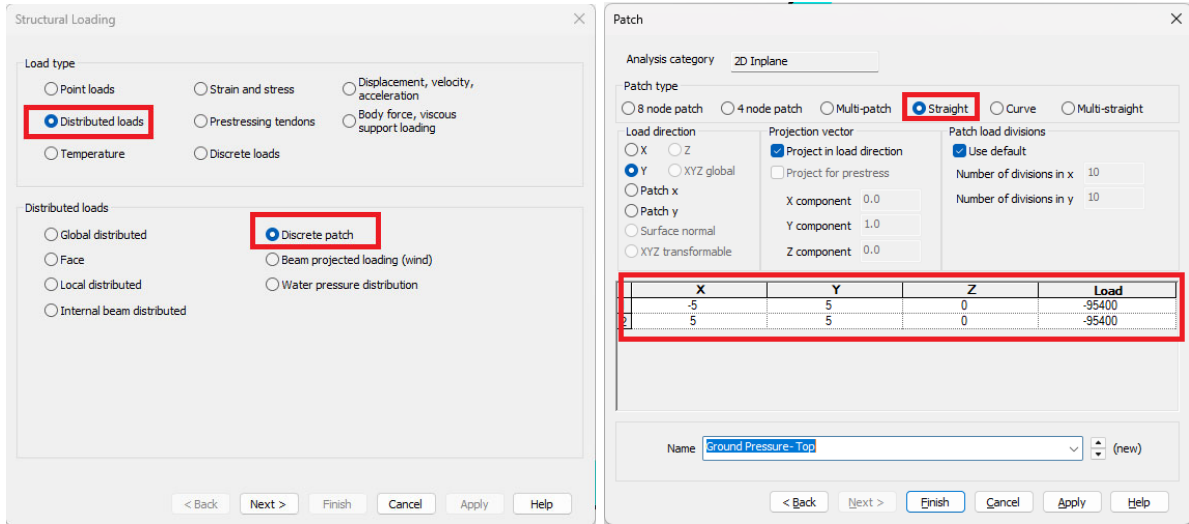 Structural Loading
Load type
Point loads
Strain and stress
Displacement, velocity,
acceleration
Distributed loads
Prestressing tendons
Body force, viscous
support loading
Temperature
Discrete loads
Distributed loads
Global distributed
Discrete patch
Face
Beam projected loading (wind)
Local distributed
Water pressure distribution
Internal beam distributed
< Back Next > Finish Cancel Apply Help
Patch
Analysis category 2D Inplane
Patch type
8 node patch 4 node patch Multi-patch Straight Curve Multi-straight
Load direction
X Z
Y XYZ global
Patch x
Patch y
Surface normal
XYZ transformable
Projection vector
Project in load direction
Project for prestress
X component 0.0
Y component 1.0
Z component 0.0
Patch load divisions
Use default
Number of divisions in x 10
Number of divisions in y 10
X Y Z Load
-5 5 0 -95400
2 5 5 0 -95400
Name Ground Pressure- Top (new)
< Back Next > Finish Cancel Apply Help